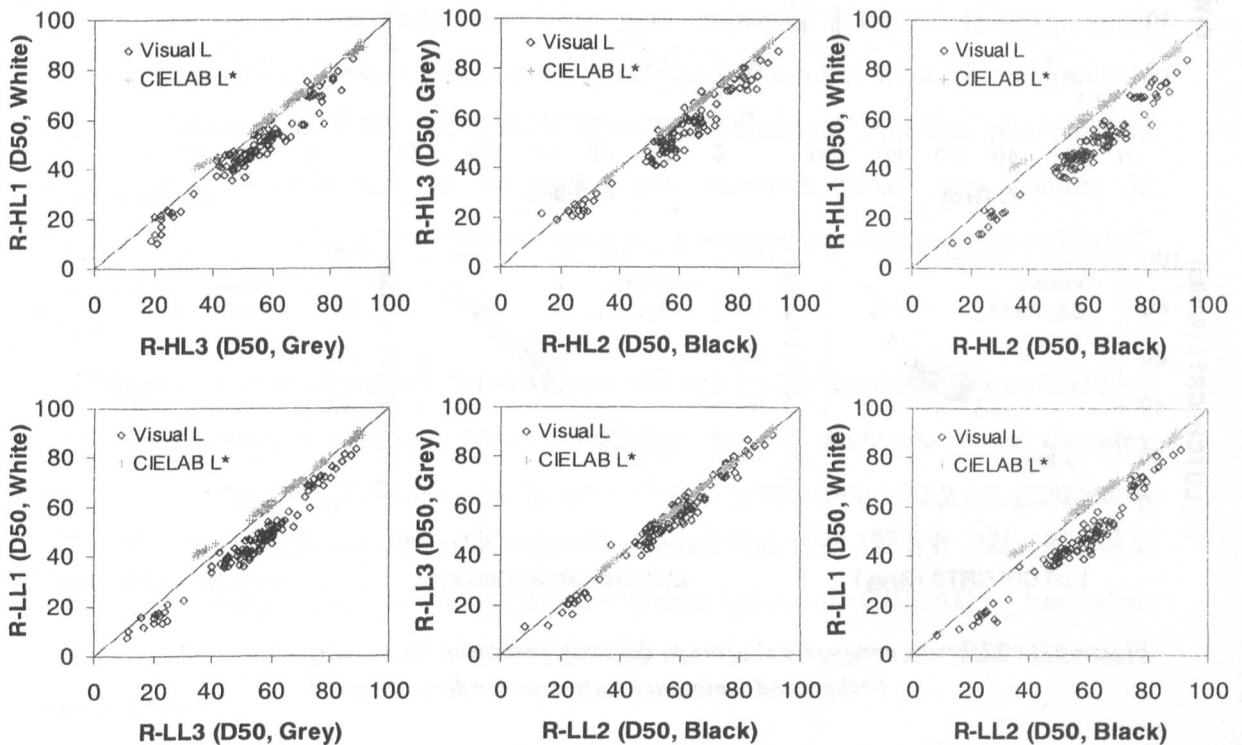 100
80
60
40
20
0
R-HL1 (D50, White)
Visual L
CIELAB L*
0 20 40 60 80 100
R-HL3 (D50, Grey)
100
80
60
40
20
0
R-HL3 (D50, Grey)
Visual L
CIELAB L*
0 20 40 60 80 100
R-HL2 (D50, Black)
100
80
60
40
20
0
R-HL1 (D50, White)
Visual L
CIELAB L*
0 20 40 60 80 100
R-HL2 (D50, Black)
100
80
60
40
20
0
R-LL1 (D50, White)
Visual L
CIELAB L*
0 20 40 60 80 100
R-LL3 (D50, Grey)
100
80
60
40
20
0
R-LL3 (D50, Grey)
Visual L
CIELAB L*
0 20 40 60 80 100
R-LL2 (D50, Black)
100
80
60
40
20
0
R-LL1 (D50, White)
Visual L
CIELAB L*
0 20 40 60 80 100
R-LL2 (D50, Black)